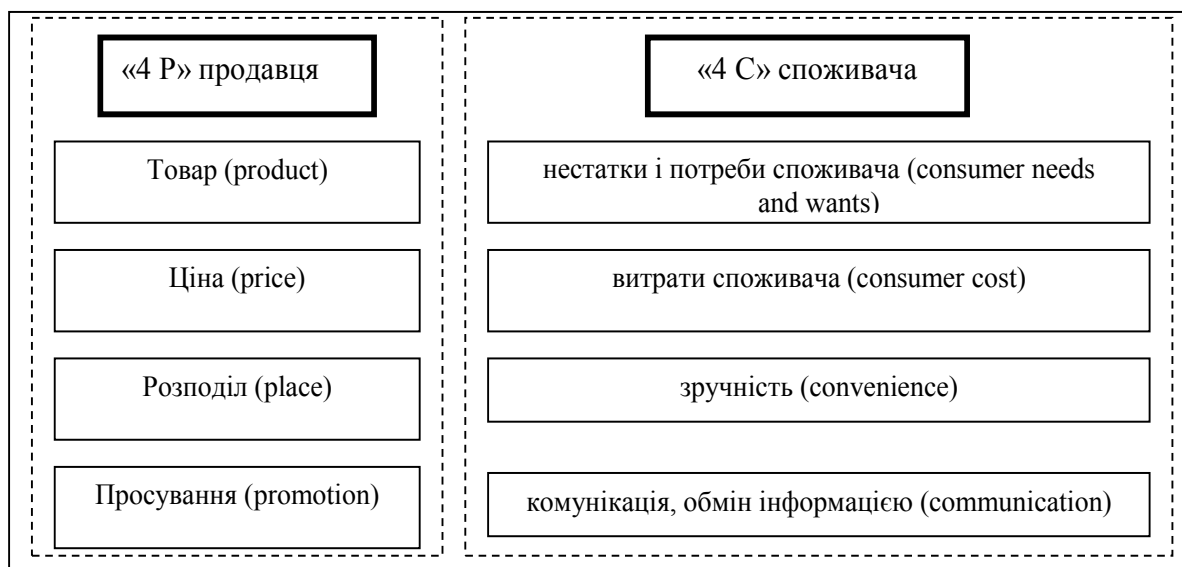 «4 Р» продавця
«4 С» споживача
Товар (product)
нестатки і потреби споживача (consumer needs
and wants)
Ціна (price)
витрати споживача (consumer cost)
Розподіл (place)
зручність (convenience)
Просування (promotion)
комунікація, обмін інформацією (communication)